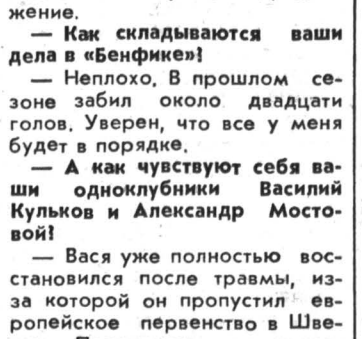 жение.
— Как складываются ваши
дела в «Бенфике»?
— Неплохо. В прошлом се-
зоне забил около двадцати
голов. Уверен, что все у меня
будет в порядке.
— А как чувствуют себя ва-
ши одноклубники Василий
Кульков и Александр Мосто-
вой?
— Вася уже полностью вос-
становился после травмы, из-
за которой он пропустил ев-
ропейское первенство в Шве-